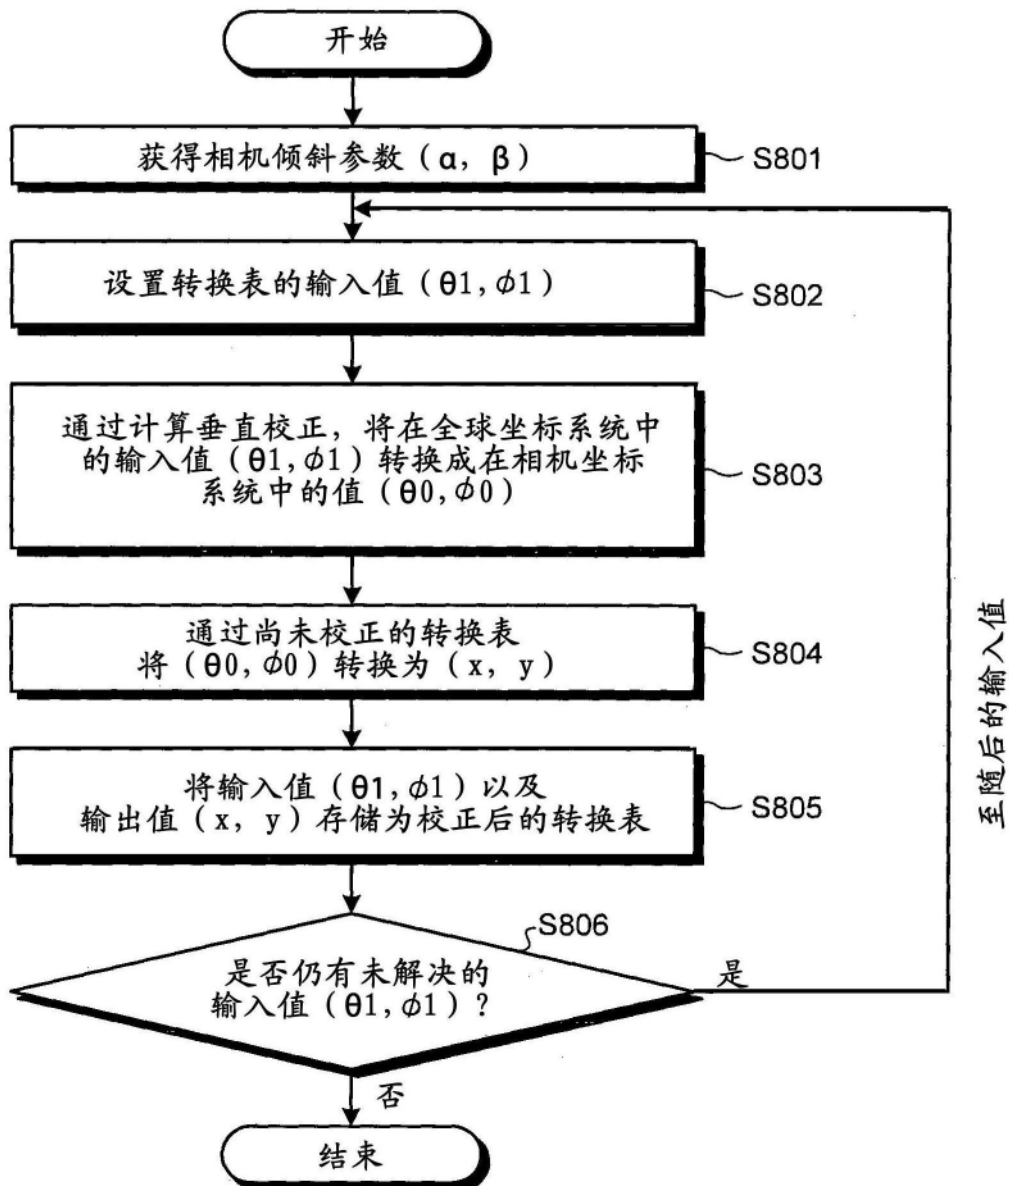 开始
获得相机倾斜参数(α, β)
S801
设置转换表的输入值(θ1,φ1)
S802
通过计算垂直校正,将在全球坐标系统中
的输入值(θ1,φ1)转换成在相机坐标
系统中的值(θ0,φ0)
S803
通过尚未校正的转换表
将(θ0,φ0)转换为(x, y)
S804
将输入值(θ1,φ1)以及
输出值(x, y)存储为校正后的转换表
S805
S806
是否仍有未解决的
输入值(θ1,φ1)?
是
至随后的输入值
否
结束